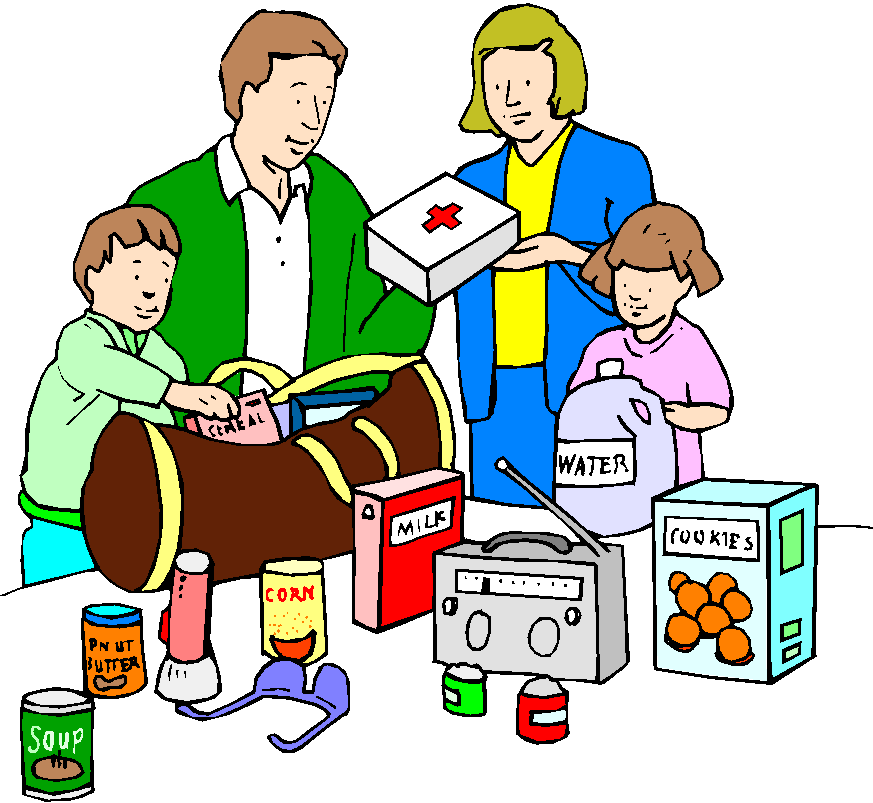 CEREAL
WATER
MILK
COOKIES
CORN
PNUT
BUTTER
SOUP